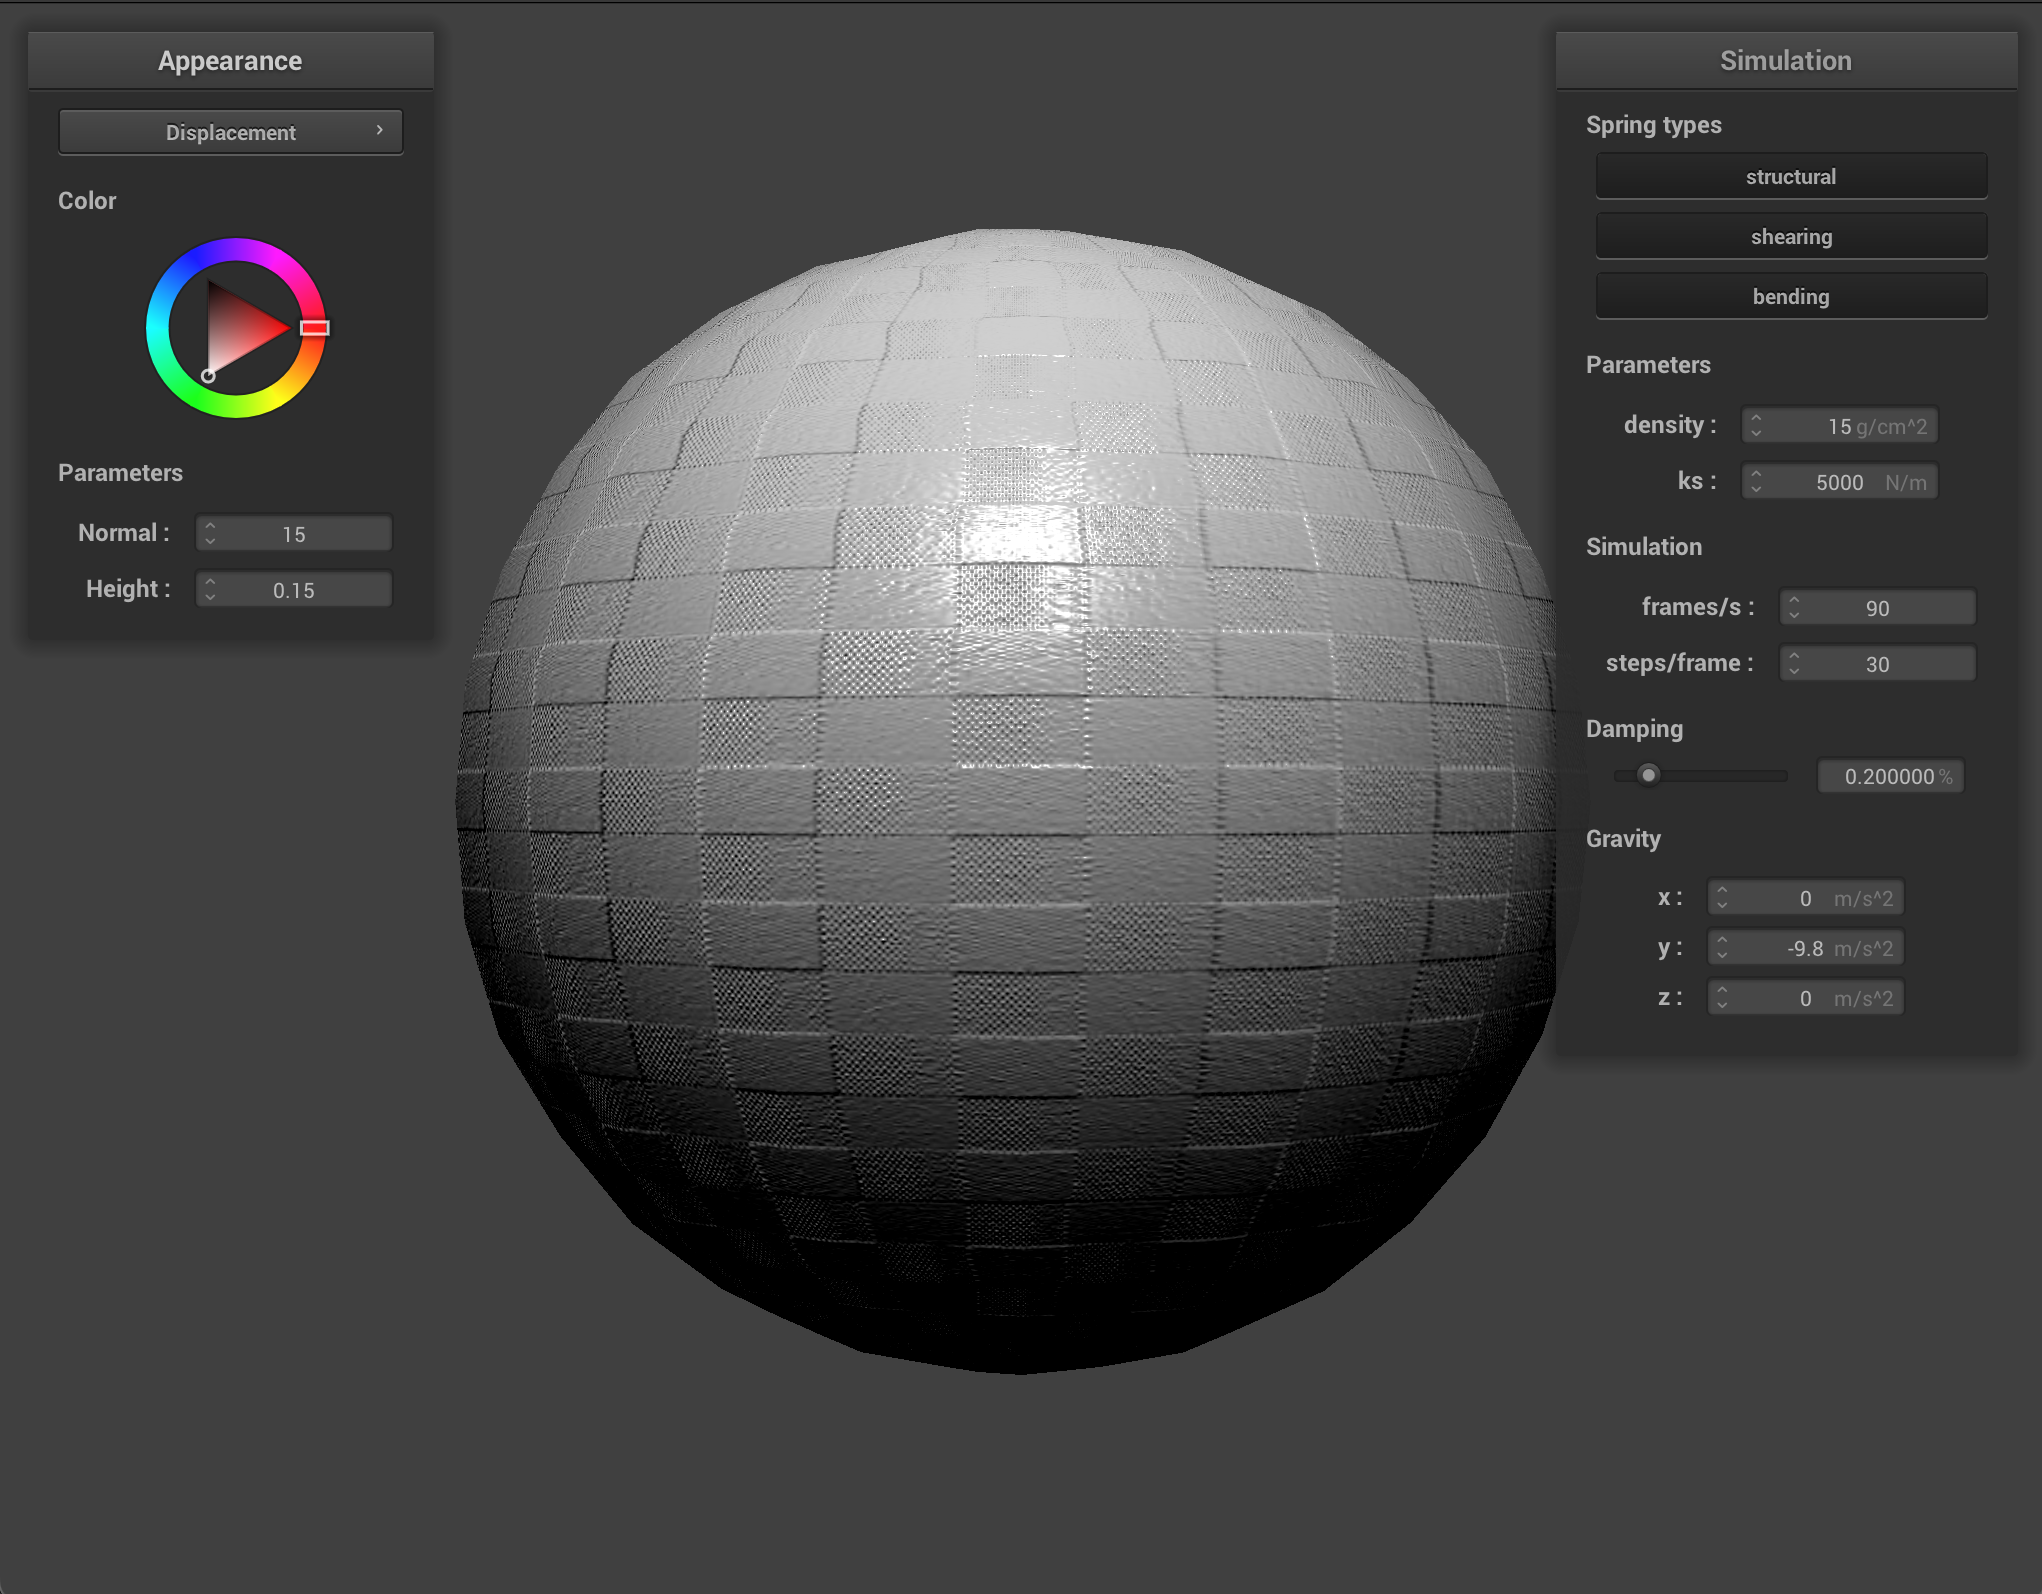 Appearance
Displacement
Color
Parameters
Normal : 15
Height : 0.15
Simulation
Spring types
structural
shearing
bending
Parameters
density : 15 g/cm^2
ks : 5000 N/m
Simulation
frames/s : 90
steps/frame : 30
Damping
0.200000 %
Gravity
x : 0 m/s^2
y : -9.8 m/s^2
z : 0 m/s^2